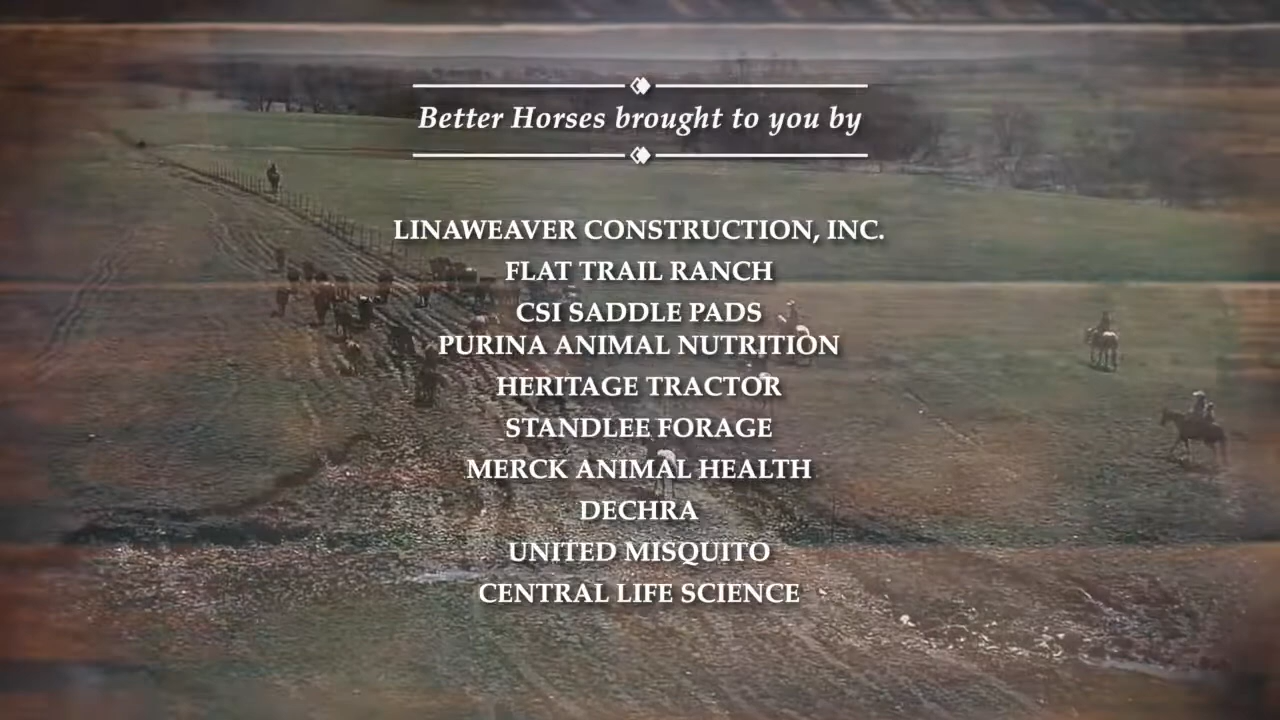 Better Horses brought to you by
LINAWEAVER CONSTRUCTION, INC.
FLAT TRAIL RANCH
CSI SADDLE PADS
PURINA ANIMAL NUTRITION
HERITAGE TRACTOR
STANDLEE FORAGE
MERCK ANIMAL HEALTH
DECHRA
UNITED MISQUITO
CENTRAL LIFE SCIENCE